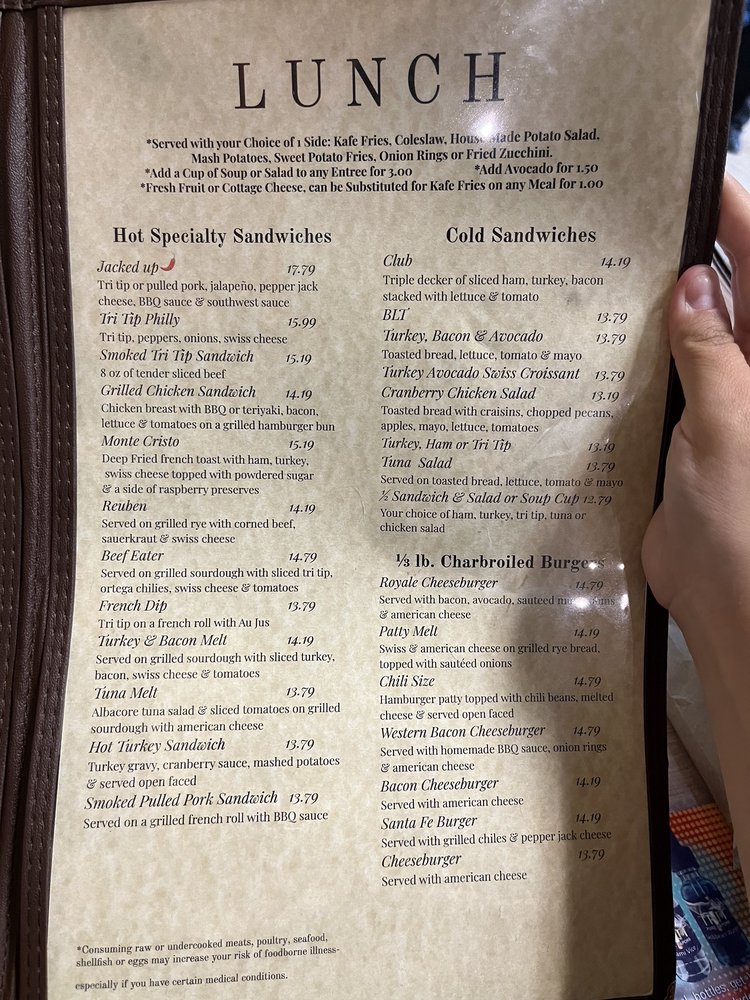 LUNCH
*Served with your Choice of 1 Side: Kafe Fries, Coleslaw, House Made Potato Salad,
Mash Potatoes, Sweet Potato Fries, Onion Rings or Fried Zucchini.
*Add a Cup of Soup or Salad to any Entree for 3.00 *Add Avocado for 1.50
*Fresh Fruit or Cottage Cheese, can be Substituted for Kafe Fries on any Meal for 1.00
Hot Specialty Sandwiches
Jacked up 17.79
Tri tip or pulled pork, jalapeño, pepper jack
cheese, BBQ sauce & southwest sauce
Tri Tip Philly 15.99
Tri tip, peppers, onions, swiss cheese
Smoked Tri Tip Sandwich 15.19
8 oz of tender sliced beef
Grilled Chicken Sandwich 14.19
Chicken breast with BBQ or teriyaki, bacon,
lettuce & tomatoes on a grilled hamburger bun
Monte Cristo 15.19
Deep Fried french toast with ham, turkey,
swiss cheese topped with powdered sugar
& a side of raspberry preserves
Reuben 14.19
Served on grilled rye with corned beef,
sauerkraut & swiss cheese
Beef Eater 14.79
Served on grilled sourdough with sliced tri tip,
ortega chilies, swiss cheese & tomatoes
French Dip 13.79
Tri tip on a french roll with Au Jus
Turkey & Bacon Melt 14.19
Served on grilled sourdough with sliced turkey,
bacon, swiss cheese & tomatoes
Tuna Melt 13.79
Albacore tuna salad & sliced tomatoes on grilled
sourdough with american cheese
Hot Turkey Sandwich 13.79
Turkey gravy, cranberry sauce, mashed potatoes
& served open faced
Smoked Pulled Pork Sandwich 13.79
Served on a grilled french roll with BBQ sauce
*Consuming raw or undercooked meats, poultry, seafood,
shellfish or eggs may increase your risk of foodborne illness-
especially if you have certain medical conditions.
Cold Sandwiches
Club 14.19
Triple decker of sliced ham, turkey, bacon
stacked with lettuce & tomato
BLT 13.79
Turkey, Bacon & Avocado 13.79
Toasted bread, lettuce, tomato & mayo
Turkey Avocado Swiss Croissant 13.79
Cranberry Chicken Salad 13.19
Toasted bread with craisins, chopped pecans,
apples, mayo, lettuce, tomatoes
Turkey, Ham or Tri Tip 13.19
Tuna Salad 13.79
Served on toasted bread, lettuce, tomato & mayo
½ Sandwich & Salad or Soup Cup 12.79
Your choice of ham, turkey, tri tip, tuna or
chicken salad
⅓ lb. Charbroiled Burgers
Royale Cheeseburger 14.79
Served with bacon, avocado, sauteed mushrooms
& american cheese
Patty Melt 14.19
Swiss & american cheese on grilled rye bread,
topped with sautéed onions
Chili Size 14.79
Hamburger patty topped with chili beans, melted
cheese & served open faced
Western Bacon Cheeseburger 14.79
Served with homemade BBQ sauce, onion rings
& american cheese
Bacon Cheeseburger 14.19
Served with american cheese
Santa Fe Burger 14.19
Served with grilled chiles & pepper jack cheese
Cheeseburger 13.79
Served with american cheese
bottles